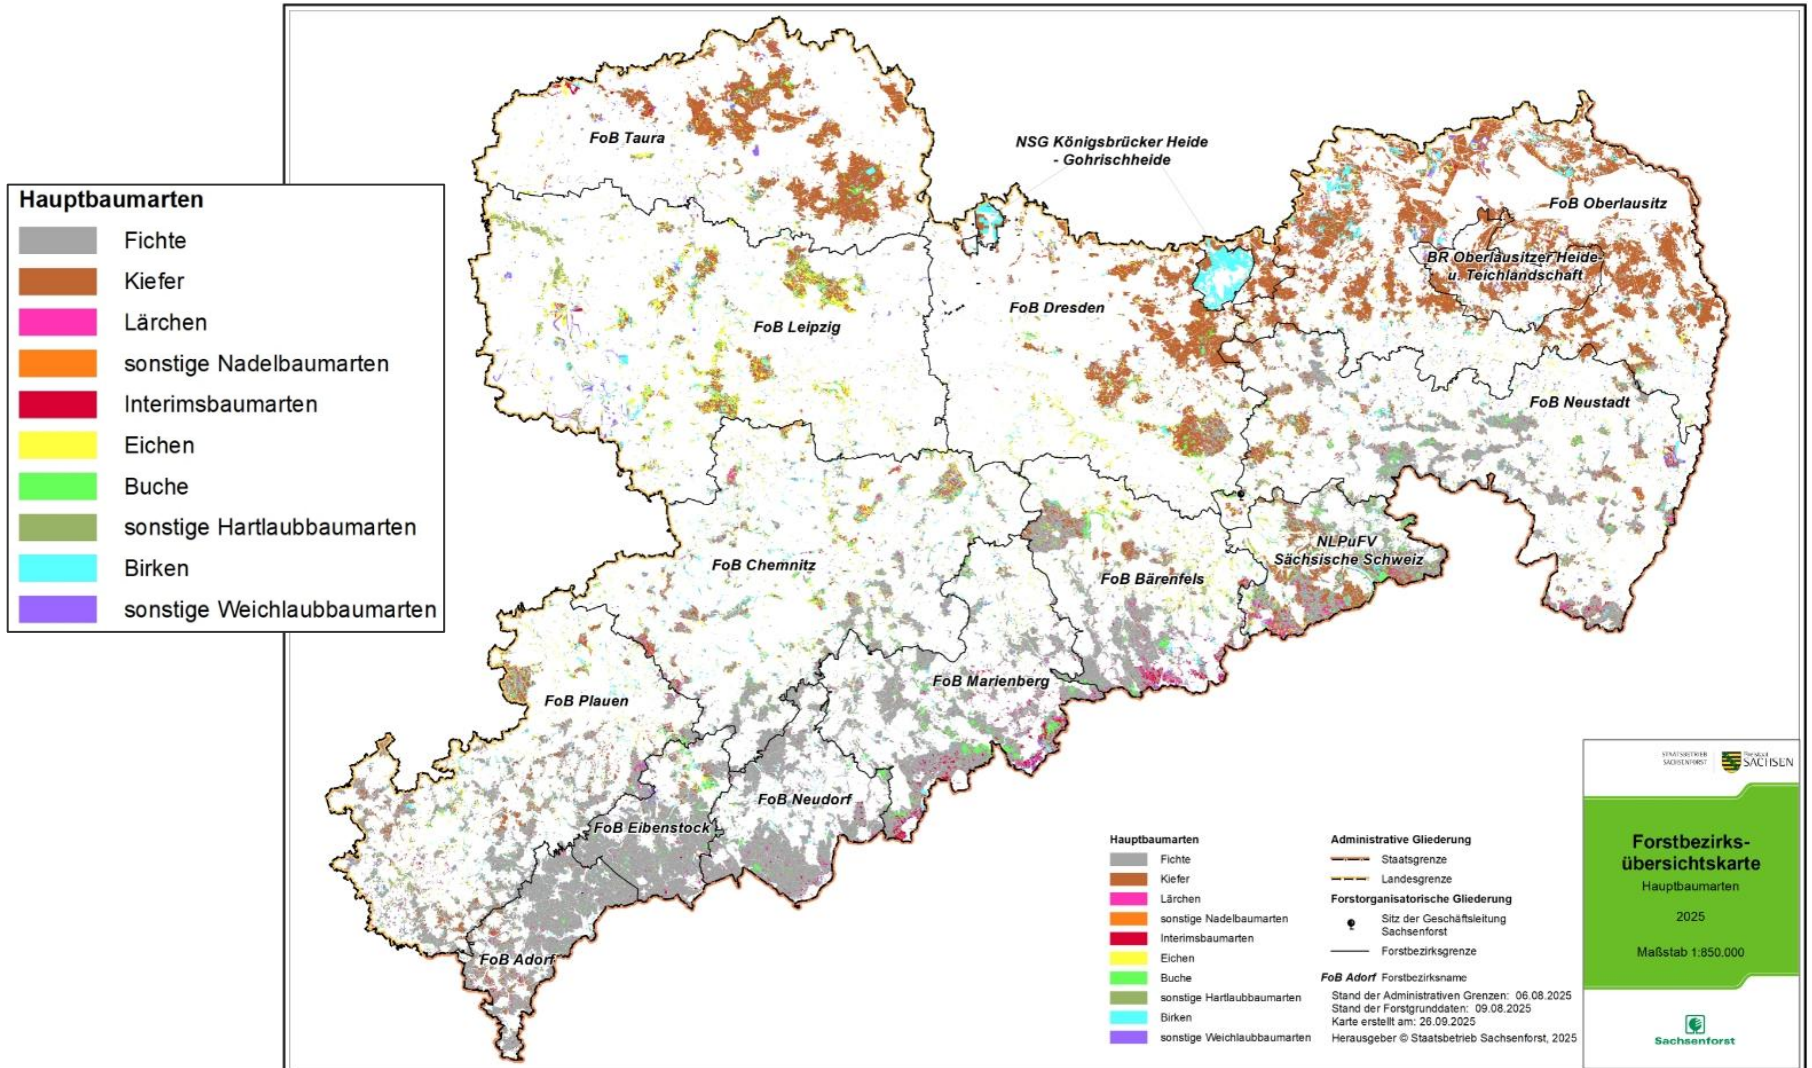 Hauptbaumarten
Fichte
Kiefer
Lärchen
sonstige Nadelbaumarten
Interimsbaumarten
Eichen
Buche
sonstige Hartlaubbaumarten
Birken
sonstige Weichlaubbaumarten
FoB Taura
NSG Königsbrücker Heide
- Gohrischheide
FoB Oberlausitz
BR Oberlausitzer Heide-
u. Teichlandschaft
FoB Leipzig
FoB Dresden
FoB Neustadt
FoB Chemnitz
FoB Bärenfels
NLPuFV
Sächsische Schweiz
FoB Plauen
FoB Marienberg
FoB Neudorf
FoB Eibenstock
FoB Adorf
Hauptbaumarten
Fichte
Kiefer
Lärchen
sonstige Nadelbaumarten
Interimsbaumarten
Eichen
Buche
sonstige Hartlaubbaumarten
Birken
sonstige Weichlaubbaumarten
Administrative Gliederung
Staatsgrenze
Landesgrenze
Forstorganisatorische Gliederung
Sitz der Geschäftsleitung
Sachsenforst
Forstbezirksgrenze
FoB Adorf Forstbezirksname
Stand der Administrativen Grenzen: 06.08.2025
Stand der Forstgrunddaten: 09.08.2025
Karte erstellt am: 26.09.2025
Herausgeber © Staatsbetrieb Sachsenforst, 2025
STAATSBETRIEB
SACHSENFORST
Freistaat
SACHSEN
Forstbezirks-
übersichtskarte
Hauptbaumarten
2025
Maßstab 1:850.000
Sachsenforst